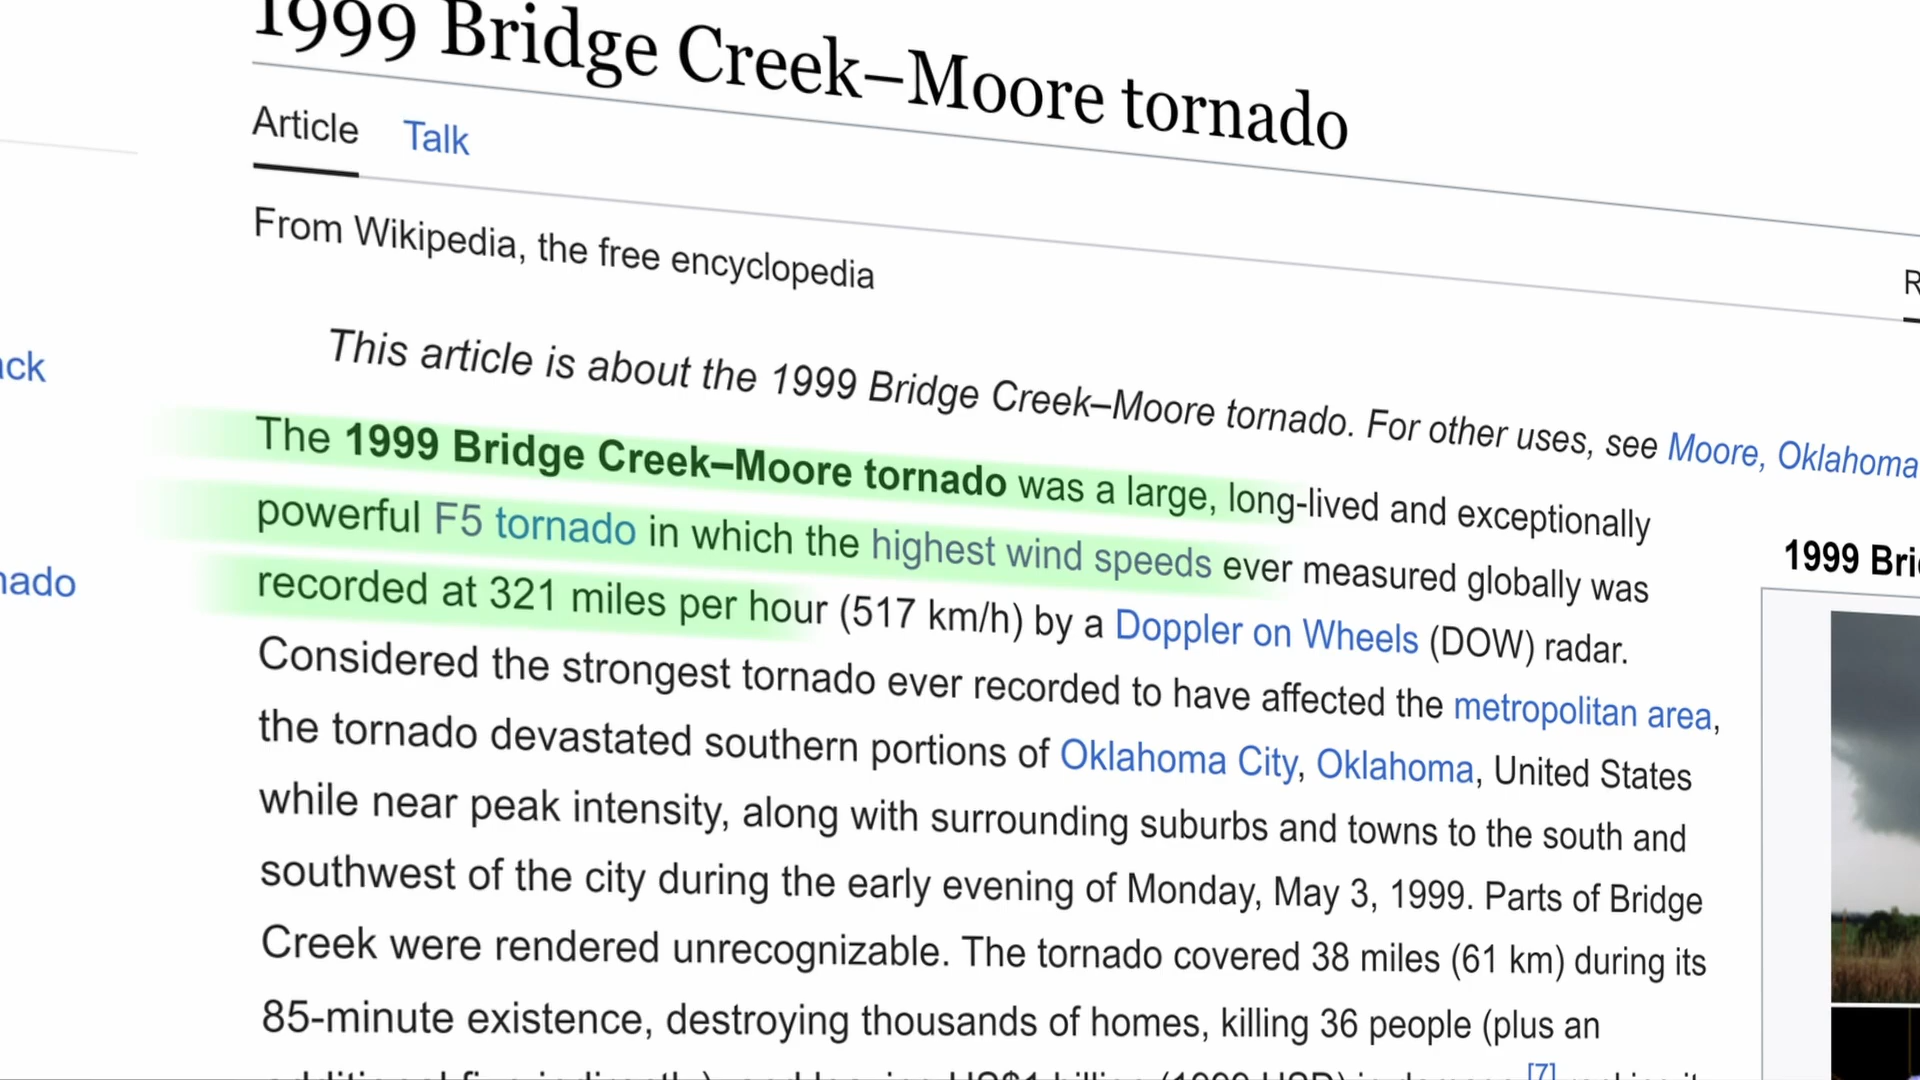 1999 Bridge Creek–Moore tornado
Article Talk
From Wikipedia, the free encyclopedia
This article is about the 1999 Bridge Creek–Moore tornado. For other uses, see Moore, Oklahoma
The 1999 Bridge Creek–Moore tornado was a large, long-lived and exceptionally
powerful F5 tornado in which the highest wind speeds ever measured globally was
recorded at 321 miles per hour (517 km/h) by a Doppler on Wheels (DOW) radar.
Considered the strongest tornado ever recorded to have affected the metropolitan area,
the tornado devastated southern portions of Oklahoma City, Oklahoma, United States
while near peak intensity, along with surrounding suburbs and towns to the south and
southwest of the city during the early evening of Monday, May 3, 1999. Parts of Bridge
Creek were rendered unrecognizable. The tornado covered 38 miles (61 km) during its
85-minute existence, destroying thousands of homes, killing 36 people (plus an
[7]
1999 Bri